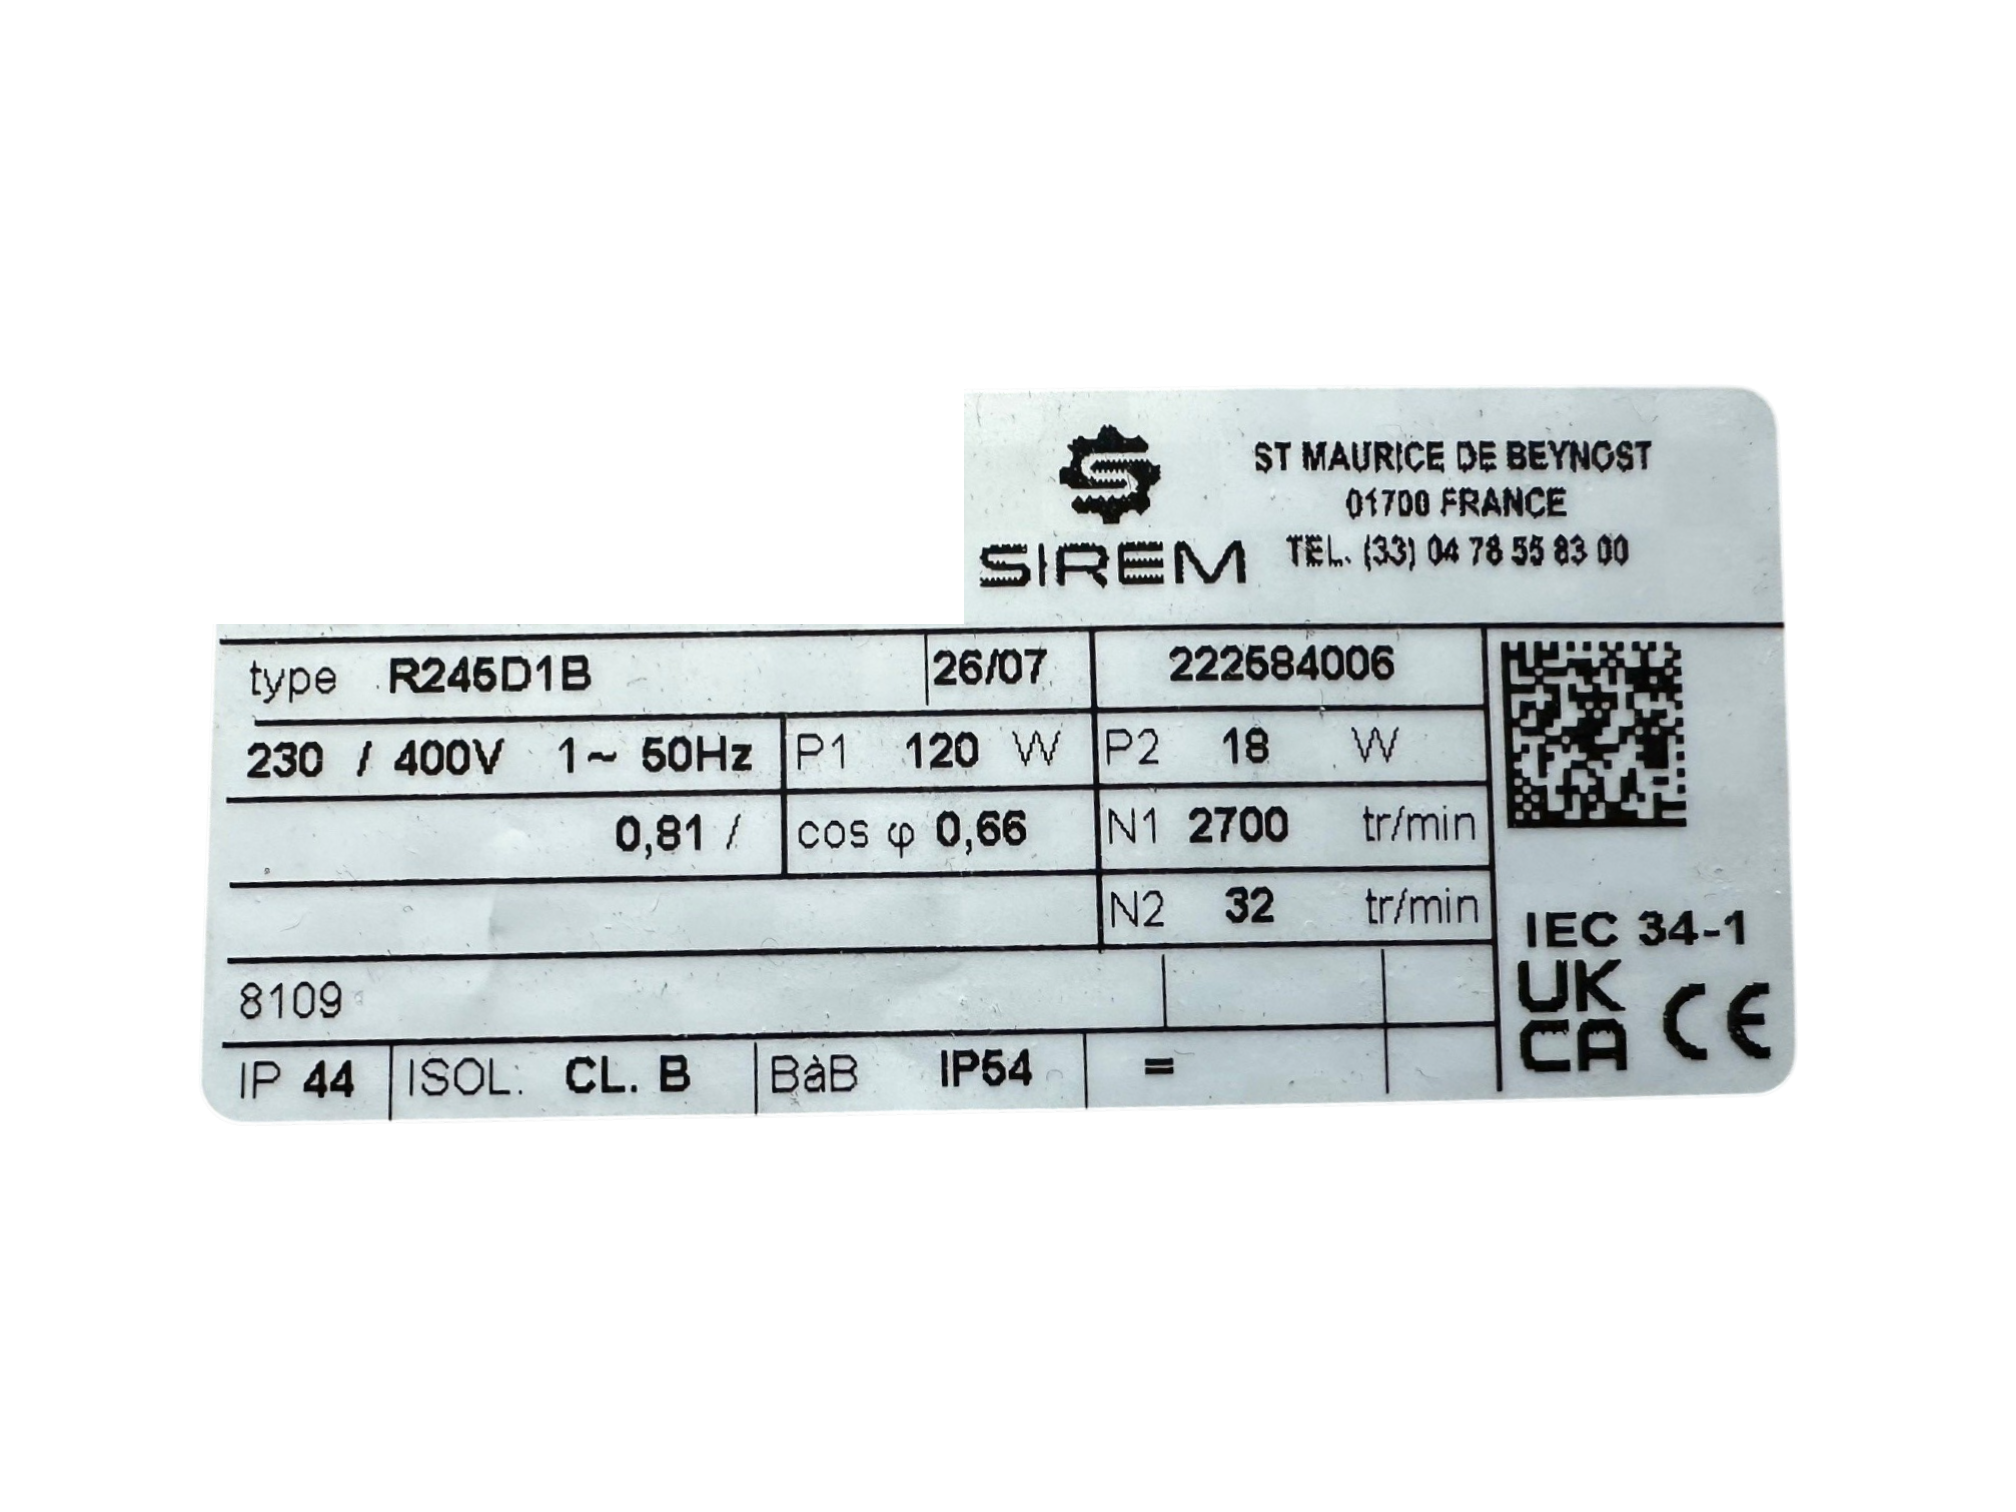 SIREM
ST MAURICE DE BEYNOST
01700 FRANCE
TEL. (33) 04 78 55 83 00
type R245D1B 26/07 222584006
230 / 400V 1~ 50Hz P1 120 W P2 18 W
0,81 / cos φ 0,66 N1 2700 tr/min
N2 32 tr/min
IEC 34-1
8109
UK
CA CE
IP 44 ISOL. CL. B BàB IP54 =